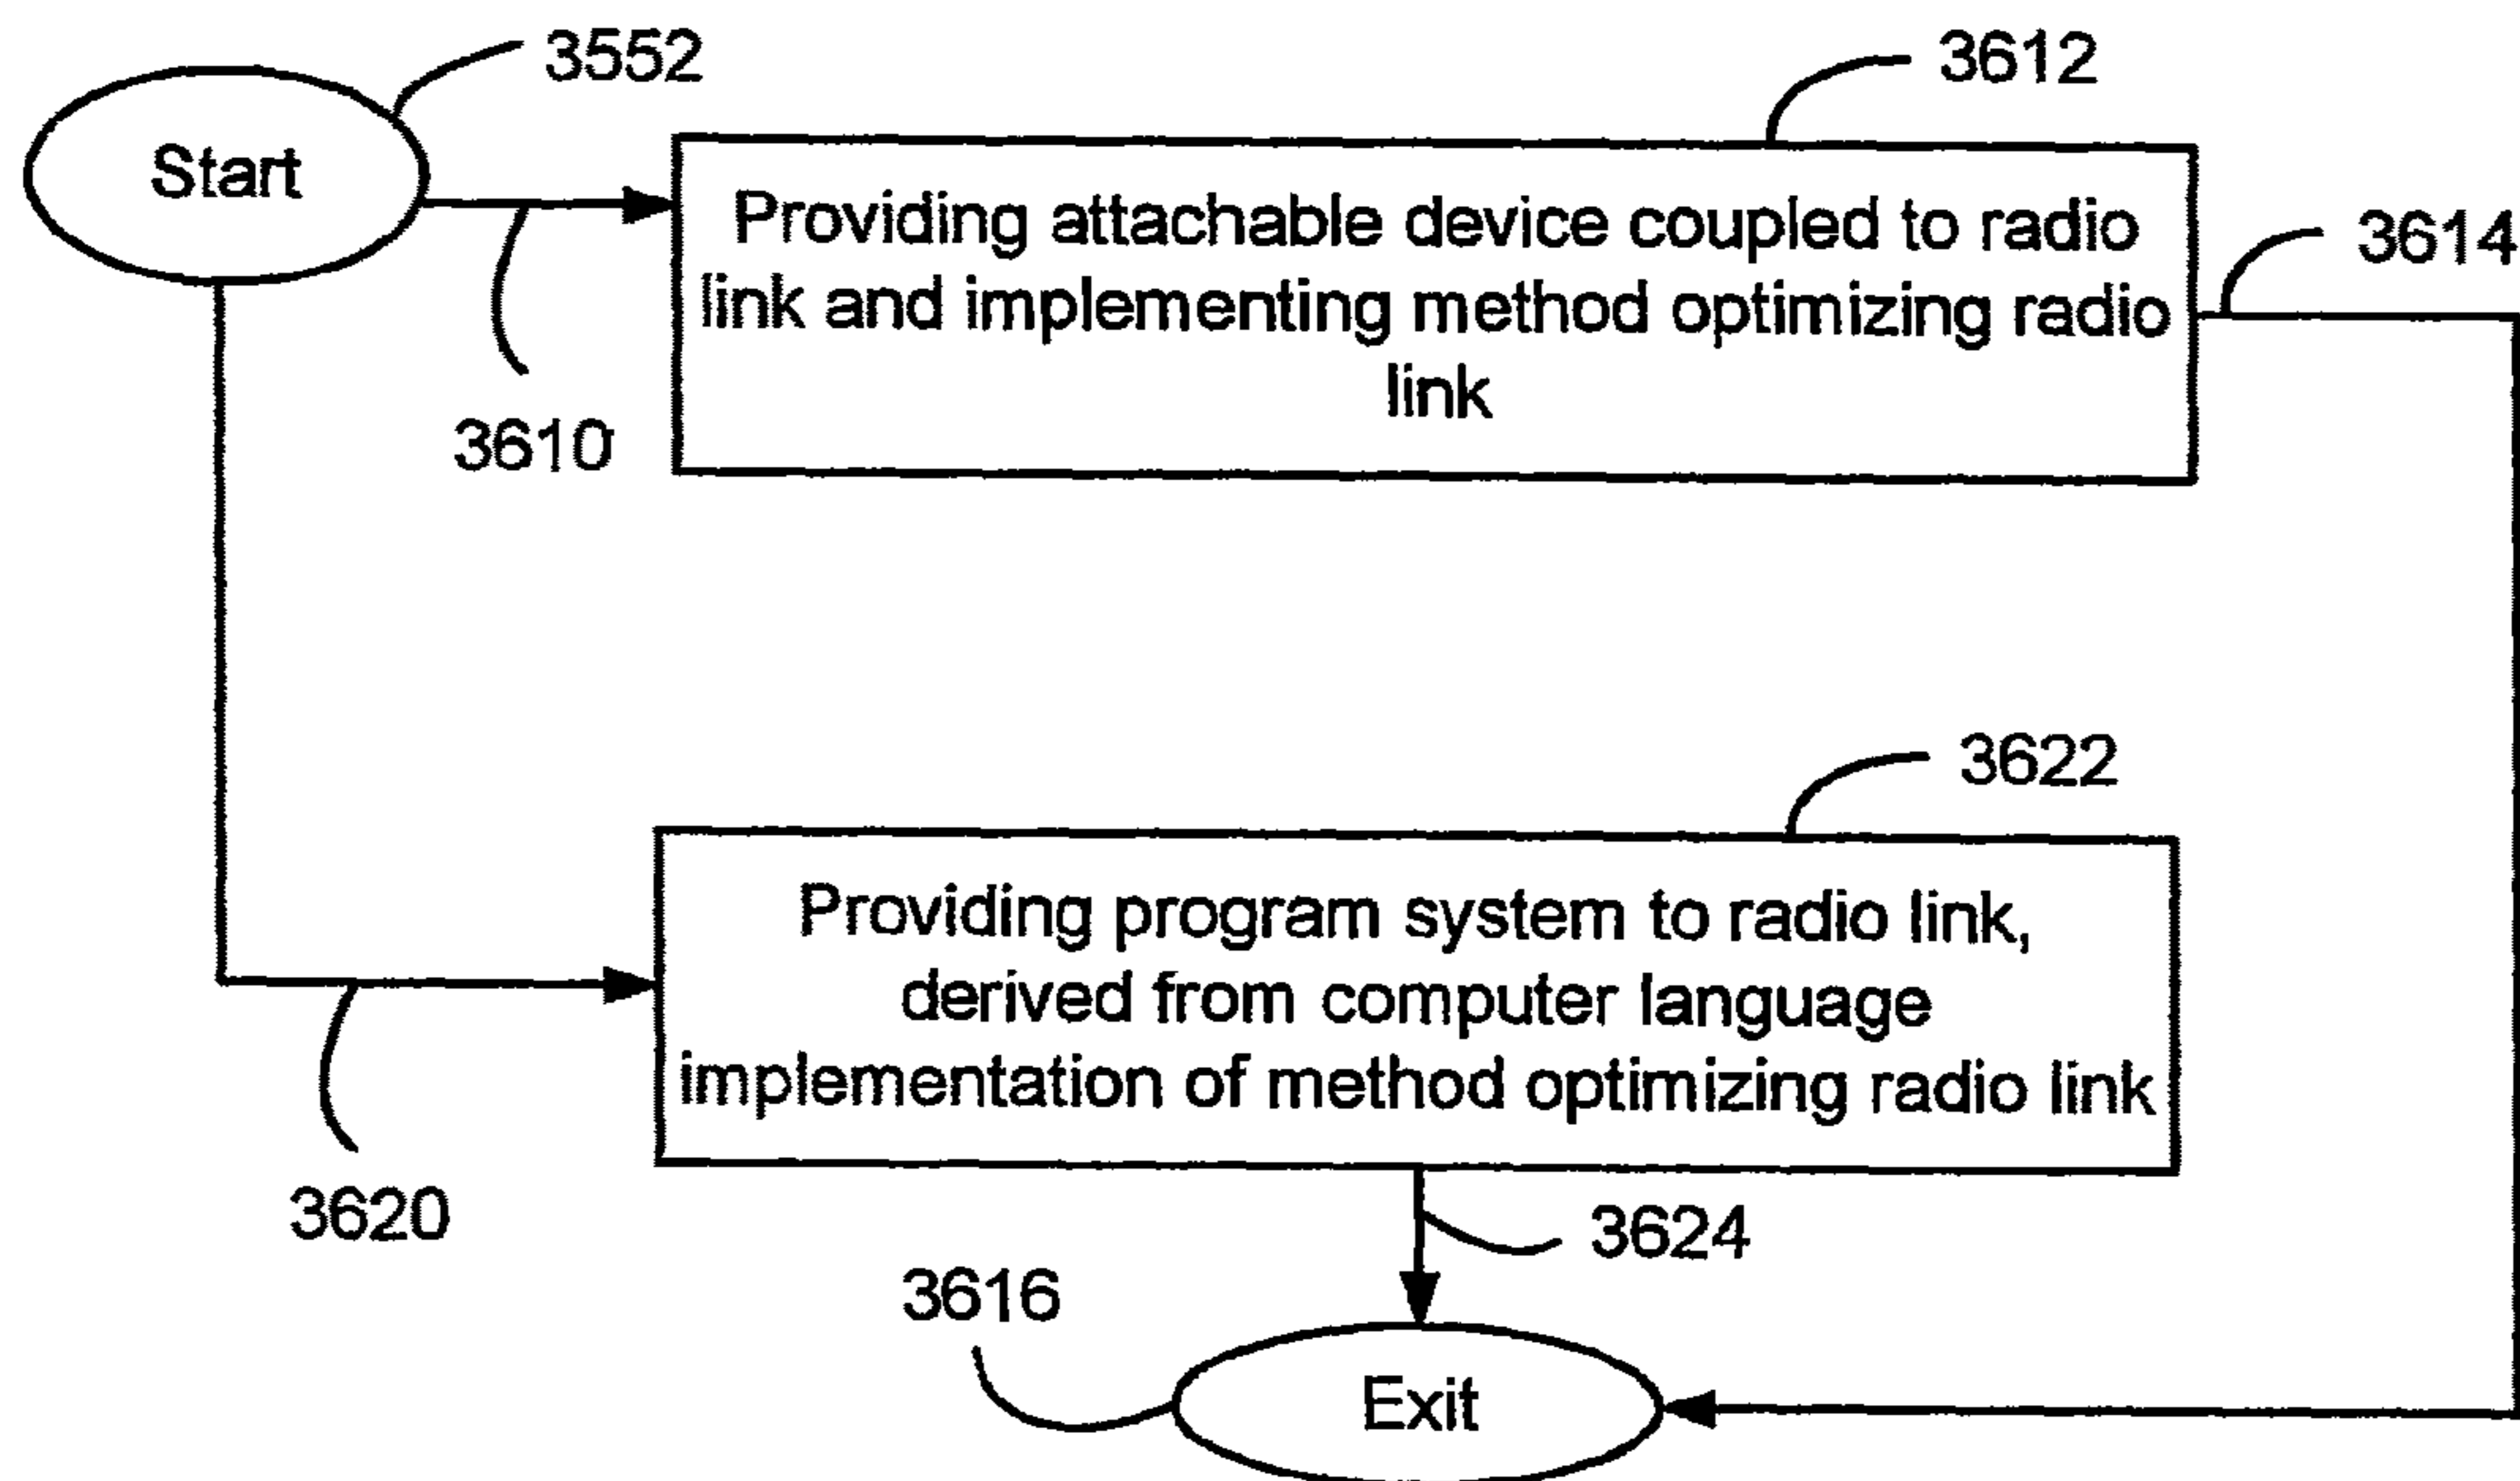 3552
3612
Start
Providing attachable device coupled to radio
link and implementing method optimizing radio
link
3614
3610
3622
Providing program system to radio link,
derived from computer language
implementation of method optimizing radio link
3620
3624
3616
Exit